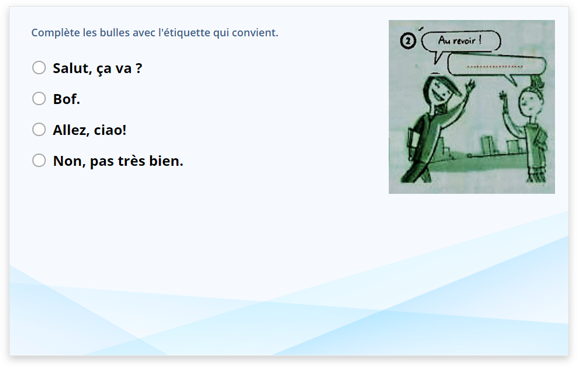 Complète les bulles avec l'étiquette qui convient.
Salut, ça va ?
Bof.
Allez, ciao!
Non, pas très bien.
2
Au revoir !
....................